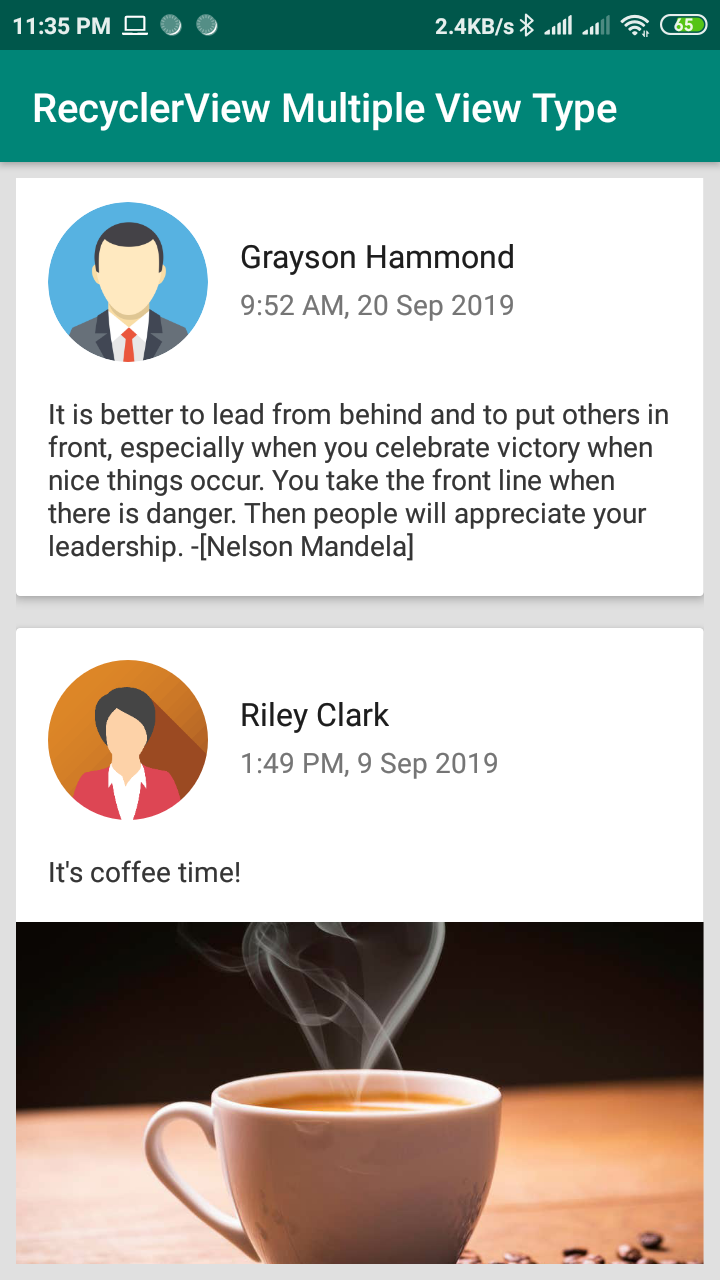 11:35 PM 2.4KB/s 65
RecyclerView Multiple View Type
Grayson Hammond
9:52 AM, 20 Sep 2019
It is better to lead from behind and to put others in
front, especially when you celebrate victory when
nice things occur. You take the front line when
there is danger. Then people will appreciate your
leadership. -[Nelson Mandela]
Riley Clark
1:49 PM, 9 Sep 2019
It's coffee time!